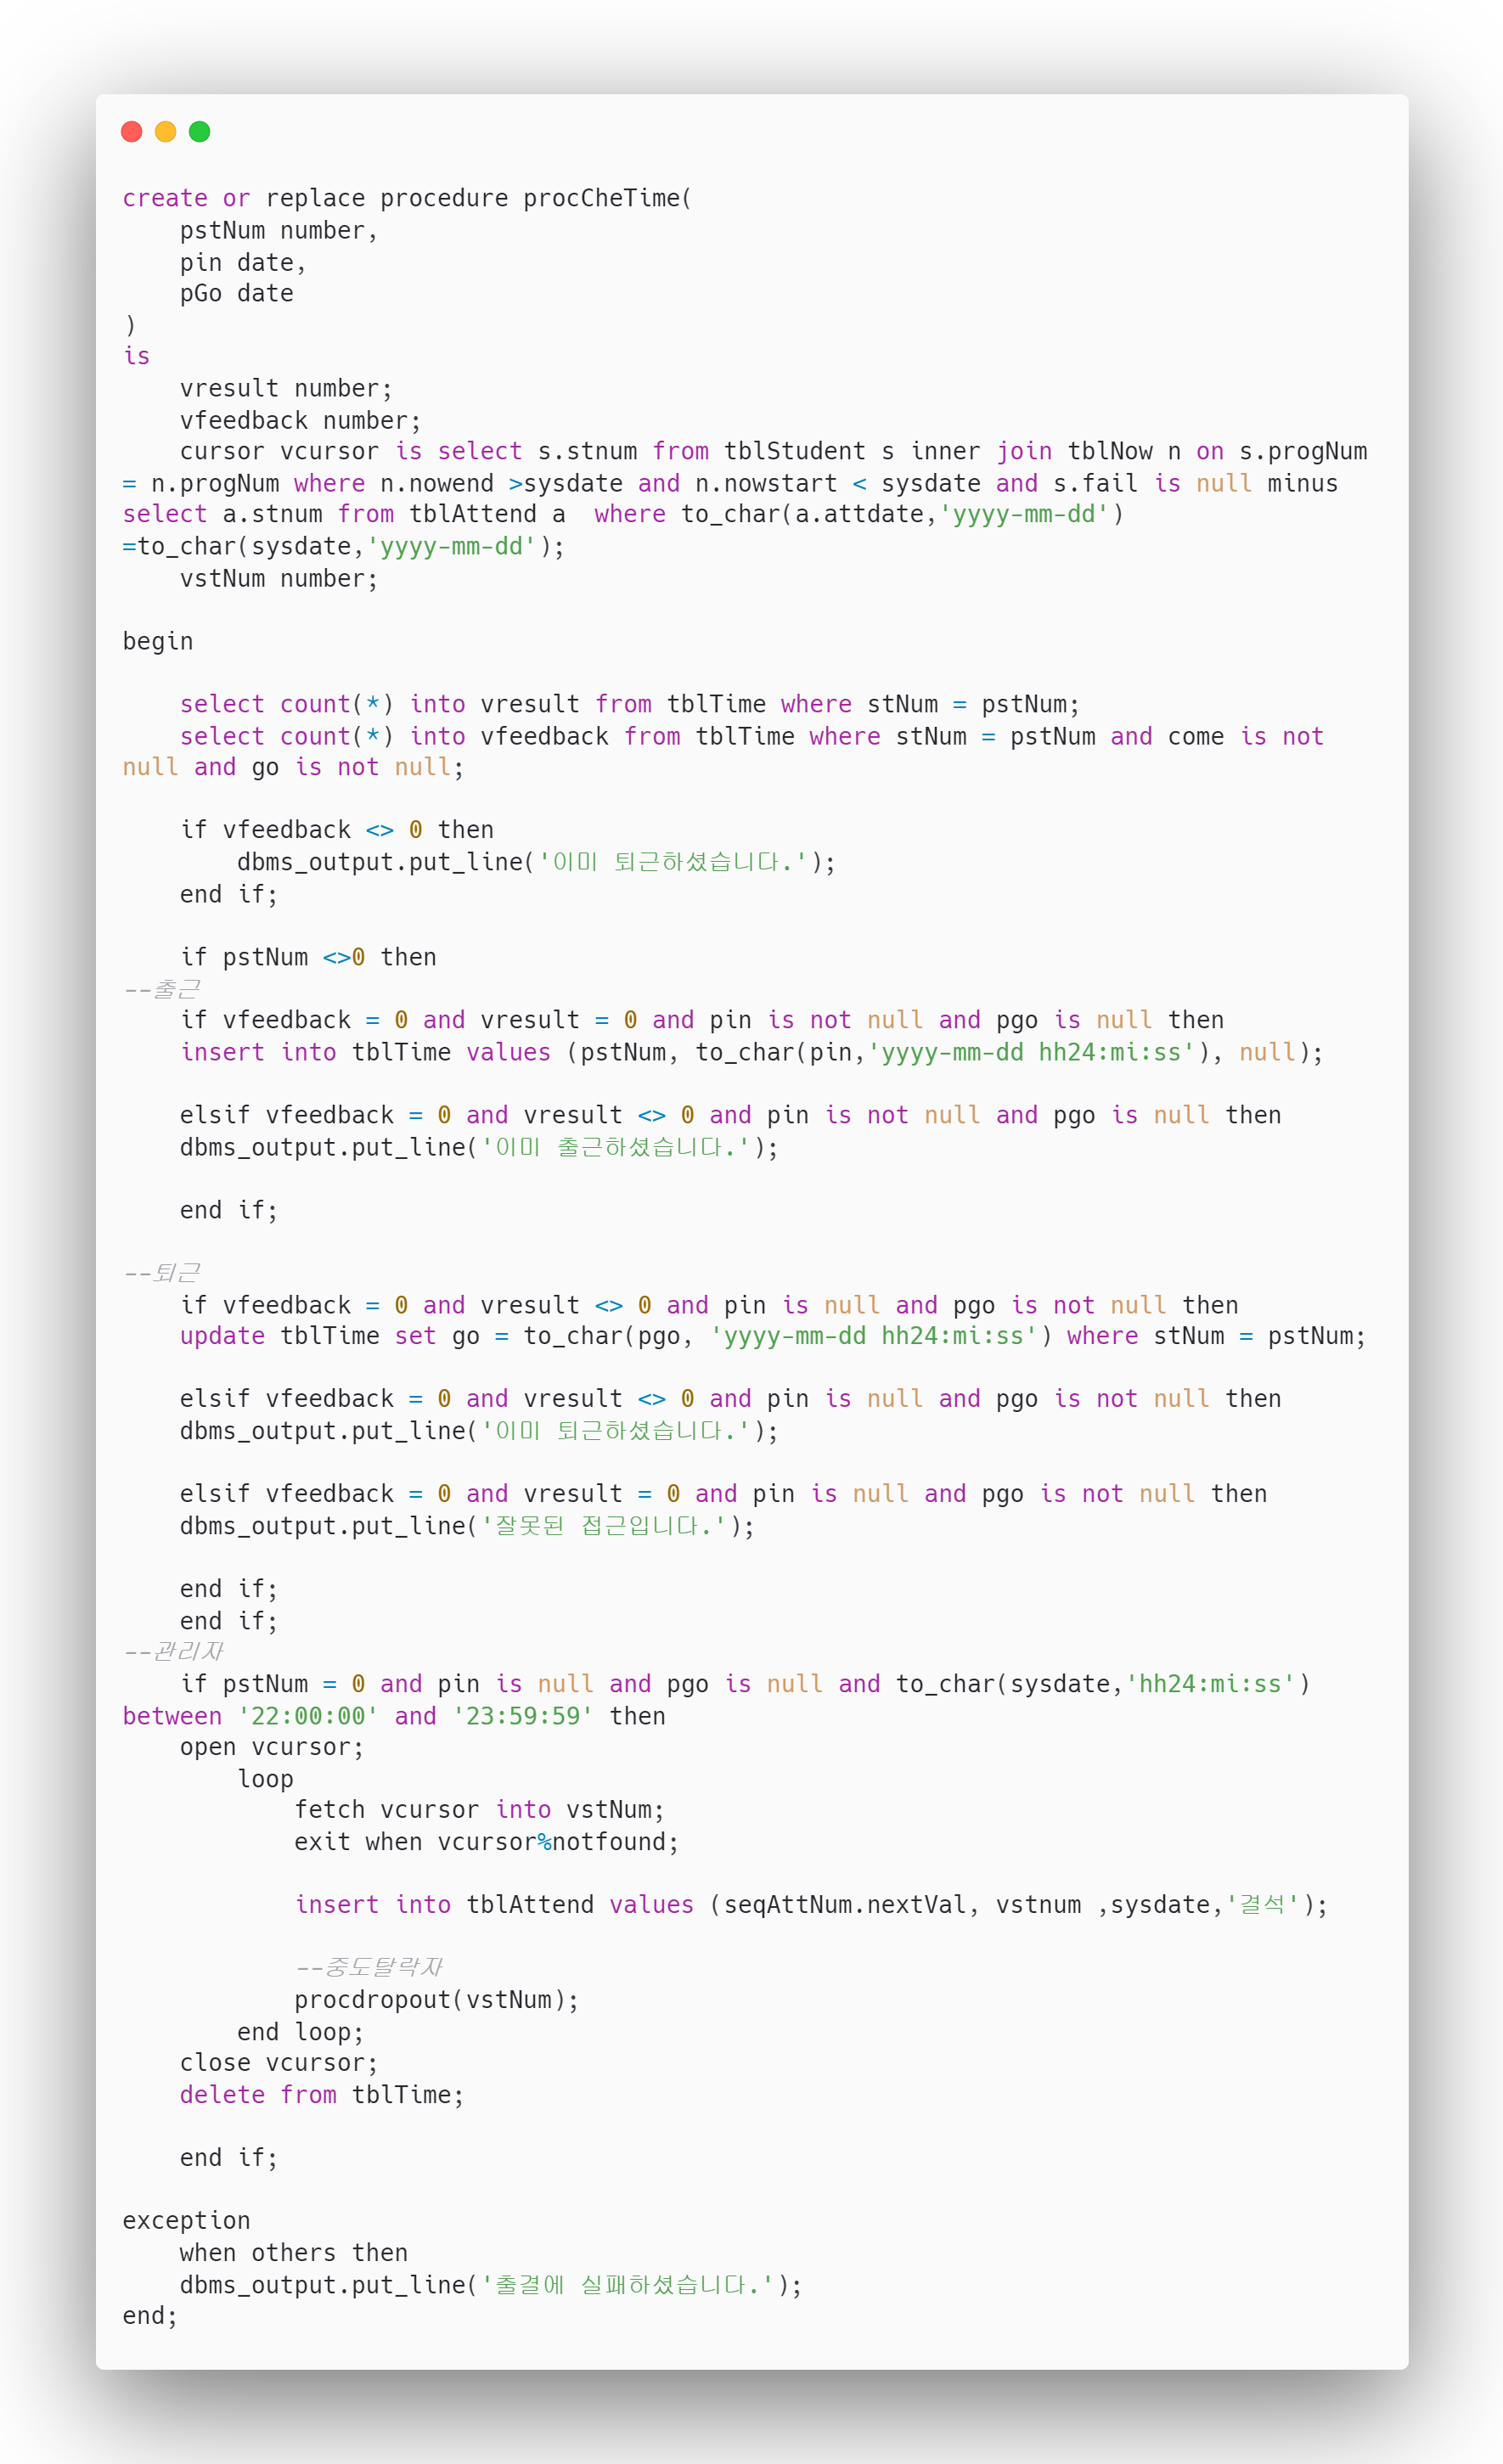 create or replace procedure procCheTime(
    pstNum number,
    pin date,
    pGo date
)
is
    vresult number;
    vfeedback number;
    cursor vcursor is select s.stnum from tblStudent s inner join tblNow n on s.progNum
= n.progNum where n.nowend >sysdate and n.nowstart < sysdate and s.fail is null minus
select a.stnum from tblAttend a  where to_char(a.attdate,'yyyy-mm-dd')
=to_char(sysdate,'yyyy-mm-dd');
    vstNum number;

begin

    select count(*) into vresult from tblTime where stNum = pstNum;
    select count(*) into vfeedback from tblTime where stNum = pstNum and come is not
null and go is not null;

    if vfeedback <> 0 then
        dbms_output.put_line('이미 퇴근하셨습니다.');
    end if;

    if pstNum <>0 then
--출근
    if vfeedback = 0 and vresult = 0 and pin is not null and pgo is null then
    insert into tblTime values (pstNum, to_char(pin,'yyyy-mm-dd hh24:mi:ss'), null);

    elsif vfeedback = 0 and vresult <> 0 and pin is not null and pgo is null then
    dbms_output.put_line('이미 출근하셨습니다.');

    end if;

--퇴근
    if vfeedback = 0 and vresult <> 0 and pin is null and pgo is not null then
    update tblTime set go = to_char(pgo, 'yyyy-mm-dd hh24:mi:ss') where stNum = pstNum;

    elsif vfeedback = 0 and vresult <> 0 and pin is null and pgo is not null then
    dbms_output.put_line('이미 퇴근하셨습니다.');

    elsif vfeedback = 0 and vresult = 0 and pin is null and pgo is not null then
    dbms_output.put_line('잘못된 접근입니다.');

    end if;
    end if;
--관리자
    if pstNum = 0 and pin is null and pgo is null and to_char(sysdate,'hh24:mi:ss')
between '22:00:00' and '23:59:59' then
    open vcursor;
        loop
            fetch vcursor into vstNum;
            exit when vcursor%notfound;

            insert into tblAttend values (seqAttNum.nextVal, vstnum ,sysdate,'결석');

            --중도탈락자
            procdropout(vstNum);
        end loop;
    close vcursor;
    delete from tblTime;

    end if;

exception
    when others then
    dbms_output.put_line('출결에 실패하셨습니다.');
end;